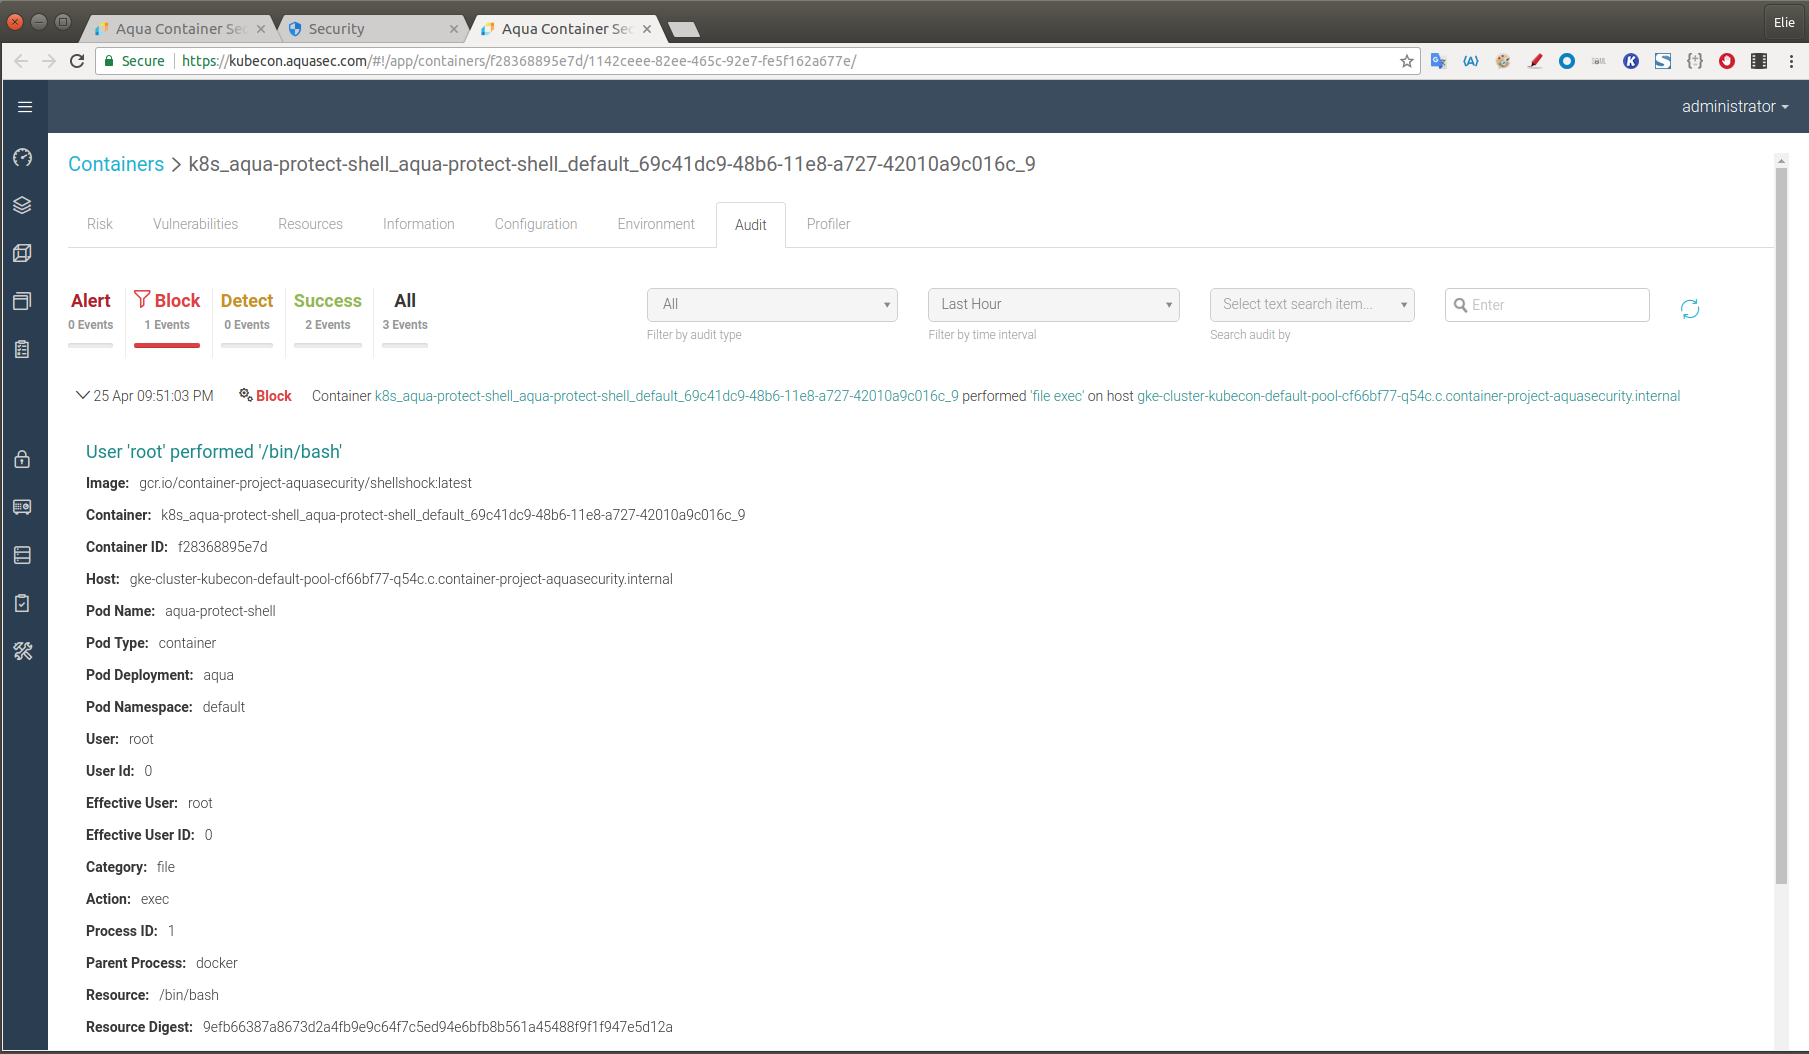 Aqua Container Sec
Security
Aqua Container Sec
Elie
Secure
https://kubecon.aquasec.com/#!/app/containers/f28368895e7d/1142ceee-82ee-465c-92e7-fe5f162a677e/
administrator
Containers > k8s_aqua-protect-shell_aqua-protect-shell_default_69c41dc9-48b6-11e8-a727-42010a9c016c_9
Risk Vulnerabilities Resources Information Configuration Environment Audit Profiler
Alert Block Detect Success All
0 Events 1 Events 0 Events 2 Events 3 Events
All Last Hour Select text search item... Enter
Filter by audit type Filter by time interval Search audit by
25 Apr 09:51:03 PM Block Container k8s_aqua-protect-shell_aqua-protect-shell_default_69c41dc9-48b6-11e8-a727-42010a9c016c_9 performed 'file exec' on host gke-cluster-kubecon-default-pool-cf66bf77-q54c.c.container-project-aquasecurity.internal
User 'root' performed '/bin/bash'
Image: gcr.io/container-project-aquasecurity/shellshock:latest
Container: k8s_aqua-protect-shell_aqua-protect-shell_default_69c41dc9-48b6-11e8-a727-42010a9c016c_9
Container ID: f28368895e7d
Host: gke-cluster-kubecon-default-pool-cf66bf77-q54c.c.container-project-aquasecurity.internal
Pod Name: aqua-protect-shell
Pod Type: container
Pod Deployment: aqua
Pod Namespace: default
User: root
User Id: 0
Effective User: root
Effective User ID: 0
Category: file
Action: exec
Process ID: 1
Parent Process: docker
Resource: /bin/bash
Resource Digest: 9efb66387a8673d2a4fb9e9c64f7c5ed94e6bfb8b561a45488f9f1f947e5d12a